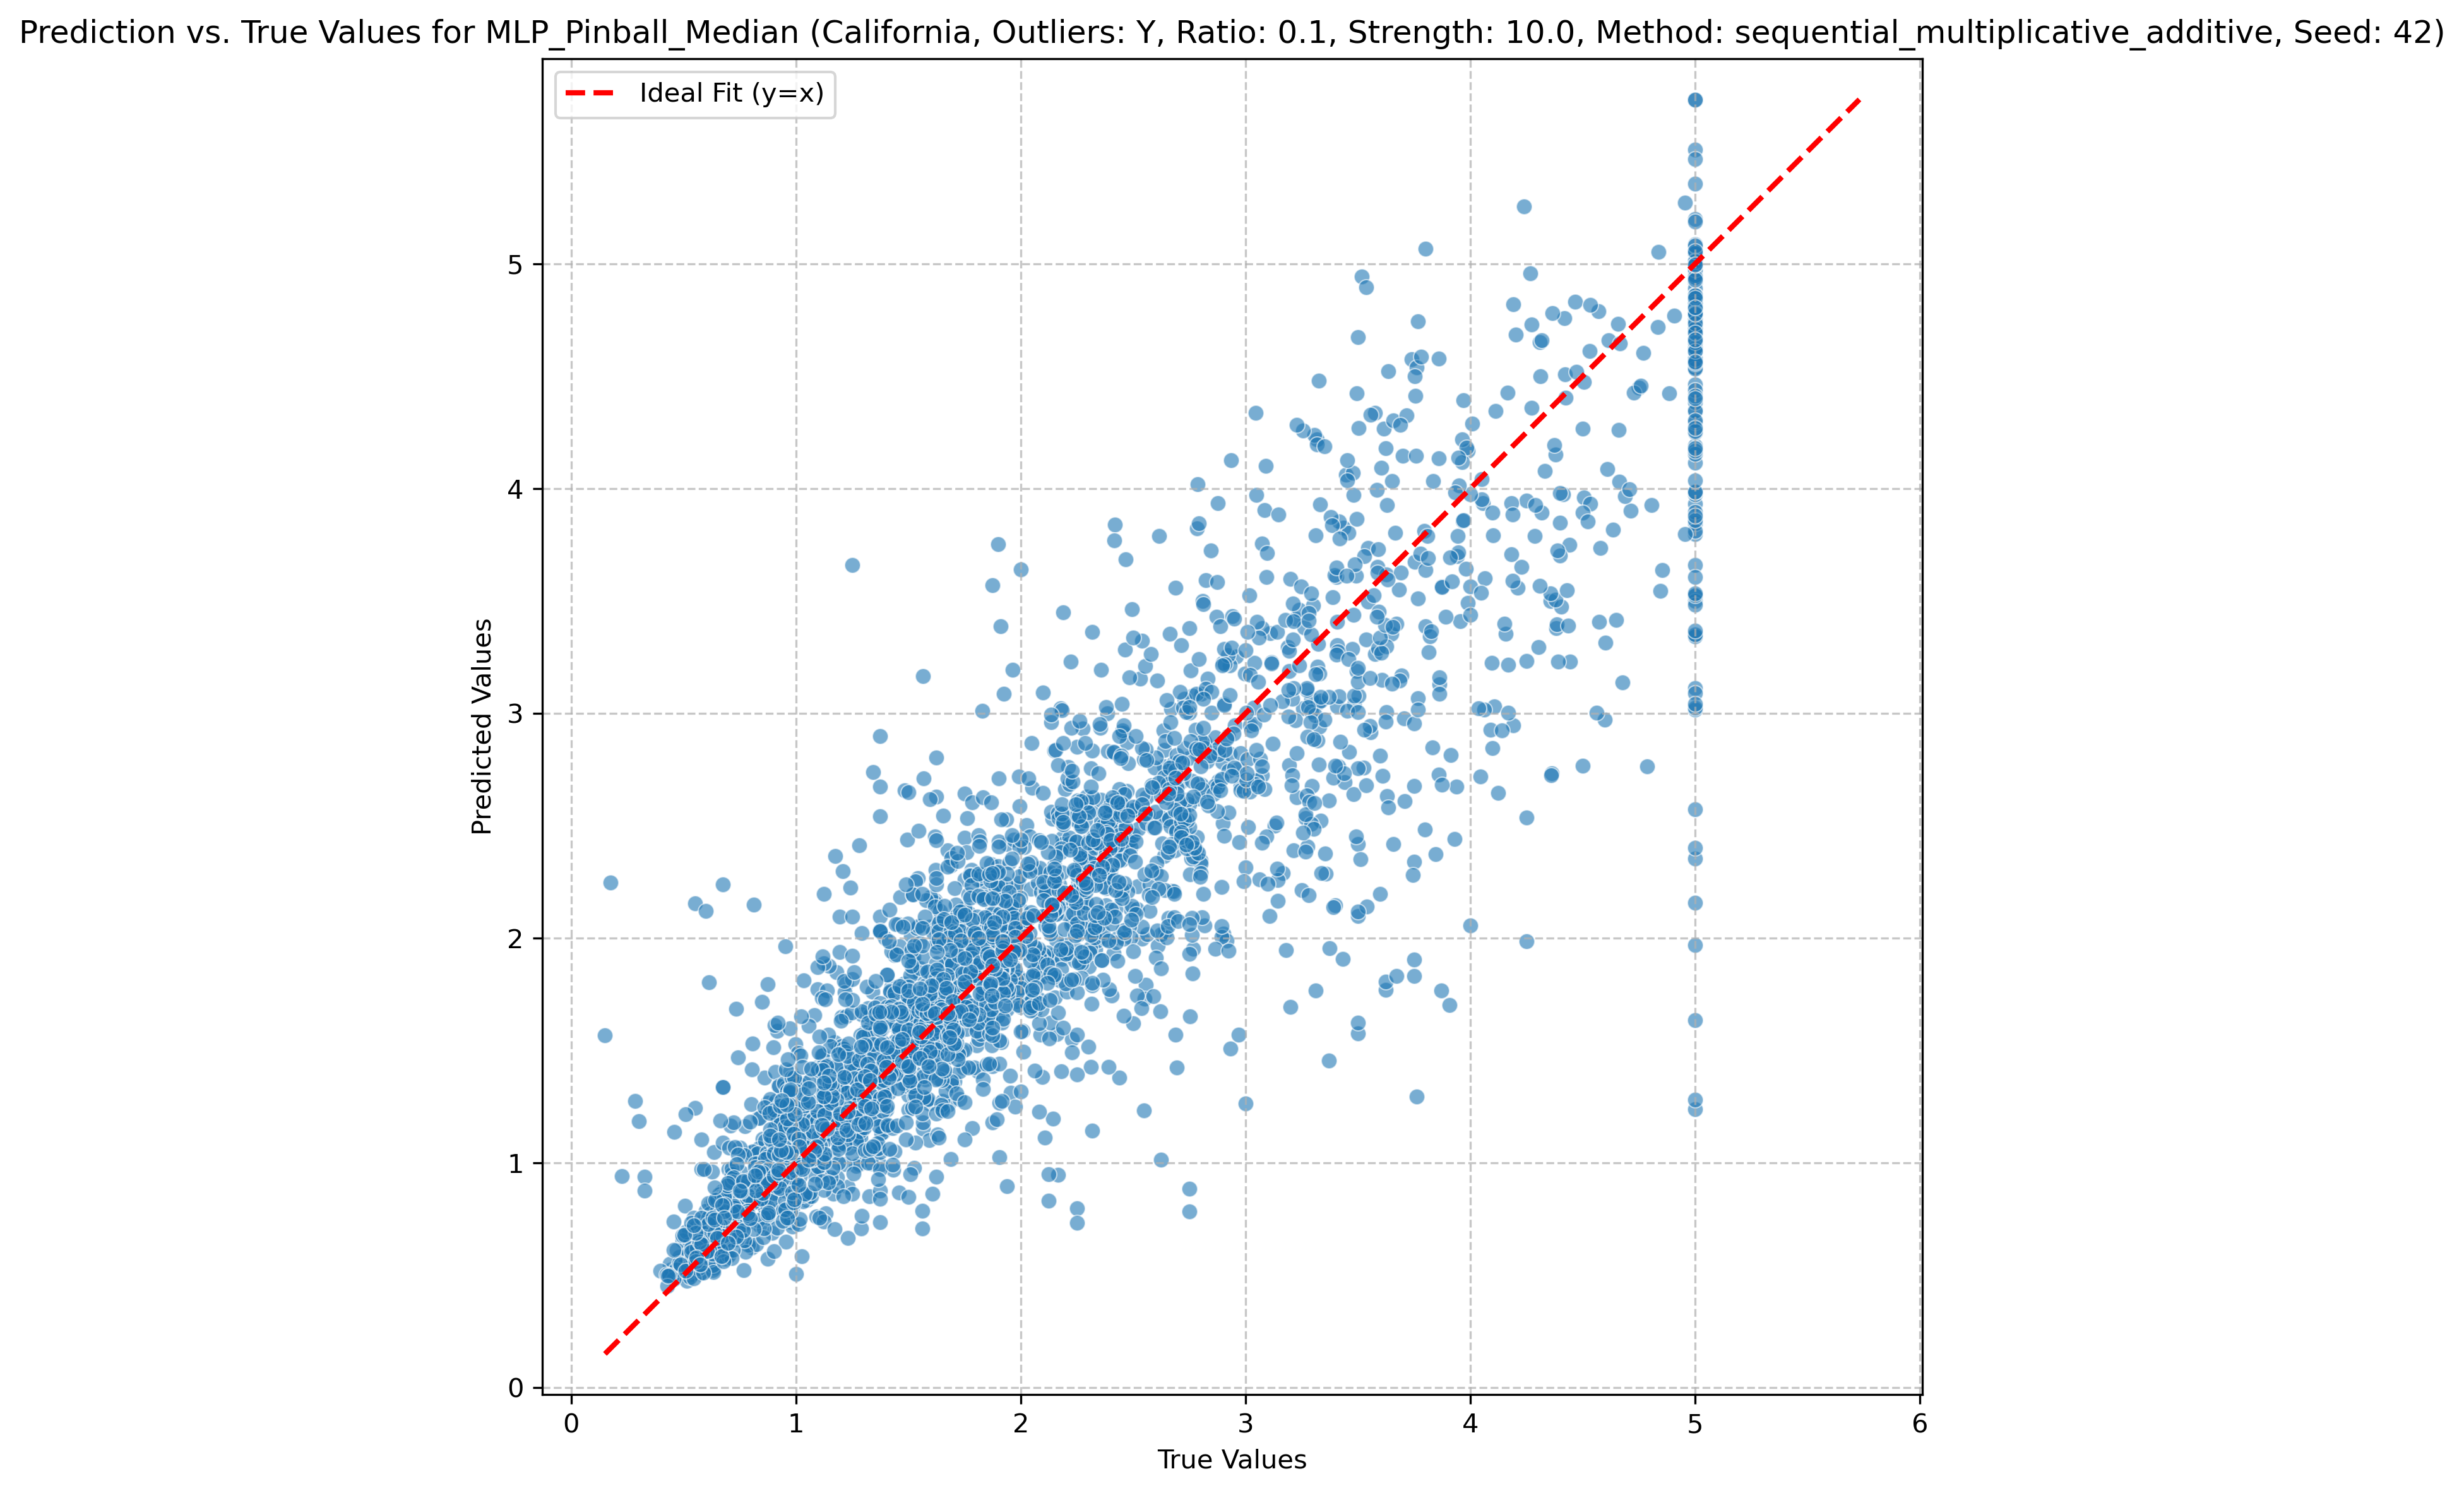 Prediction vs. True Values for MLP_Pinball_Median (California, Outliers: Y, Ratio: 0.1, Strength: 10.0, Method: sequential_multiplicative_additive, Seed: 42)
Ideal Fit (y=x)
5
4
3
2
1
0
Predicted Values
0 1 2 3 4 5 6
True Values